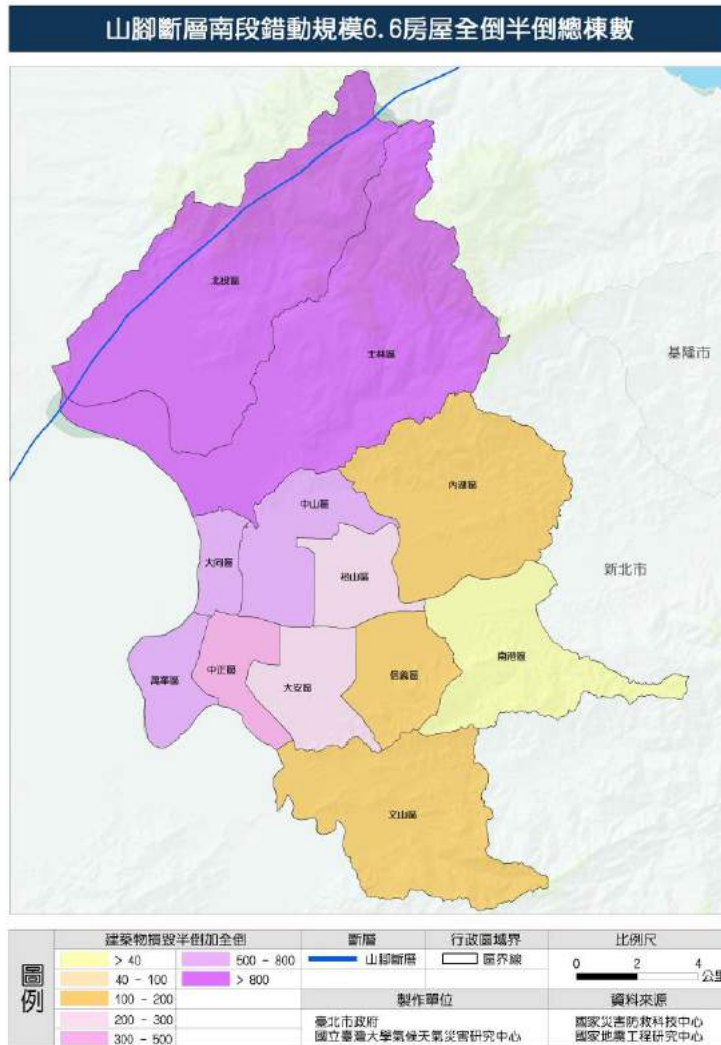 山腳斷層南段錯動規模6.6房屋全倒半倒總棟數
北投區
士林區
基隆市
內湖區
中山區
大同區
松山區
新北市
南港區
萬華區
中正區
大安區
信義區
文山區
圖例
建築物損毀半倒加全倒
> 40
40 - 100
100 - 200
200 - 300
300 - 500
500 - 800
> 800
斷層
山腳斷層
行政區域界
區界線
比例尺
0 2 4
公里
製作單位
臺北市政府
國立臺灣大學氣候天氣災害研究中心
資料來源
國家災害防救科技中心
國家地震工程研究中心